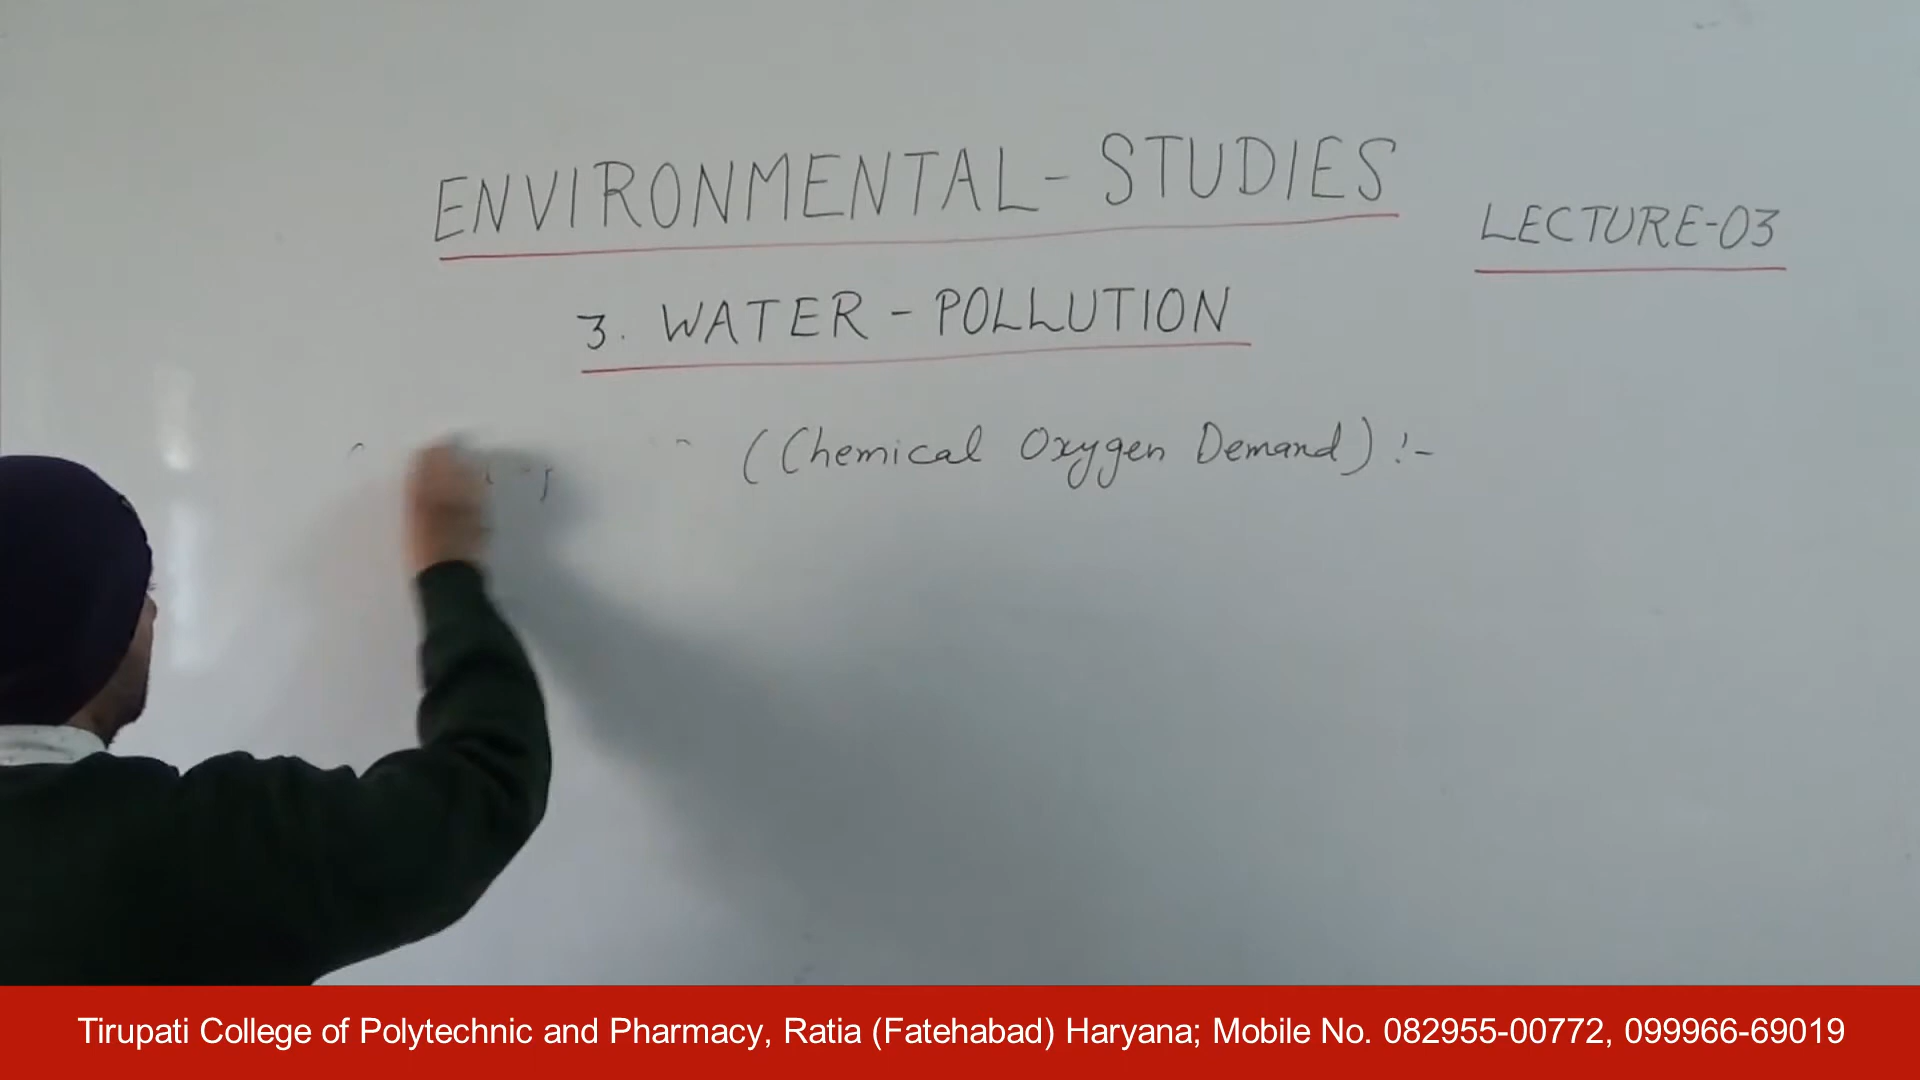 ENVIRONMENTAL - STUDIES
LECTURE-03
3. WATER - POLLUTION
(Chemical Oxygen Demand) :-
Tirupati College of Polytechnic and Pharmacy, Ratia (Fatehabad) Haryana; Mobile No. 082955-00772, 099966-69019